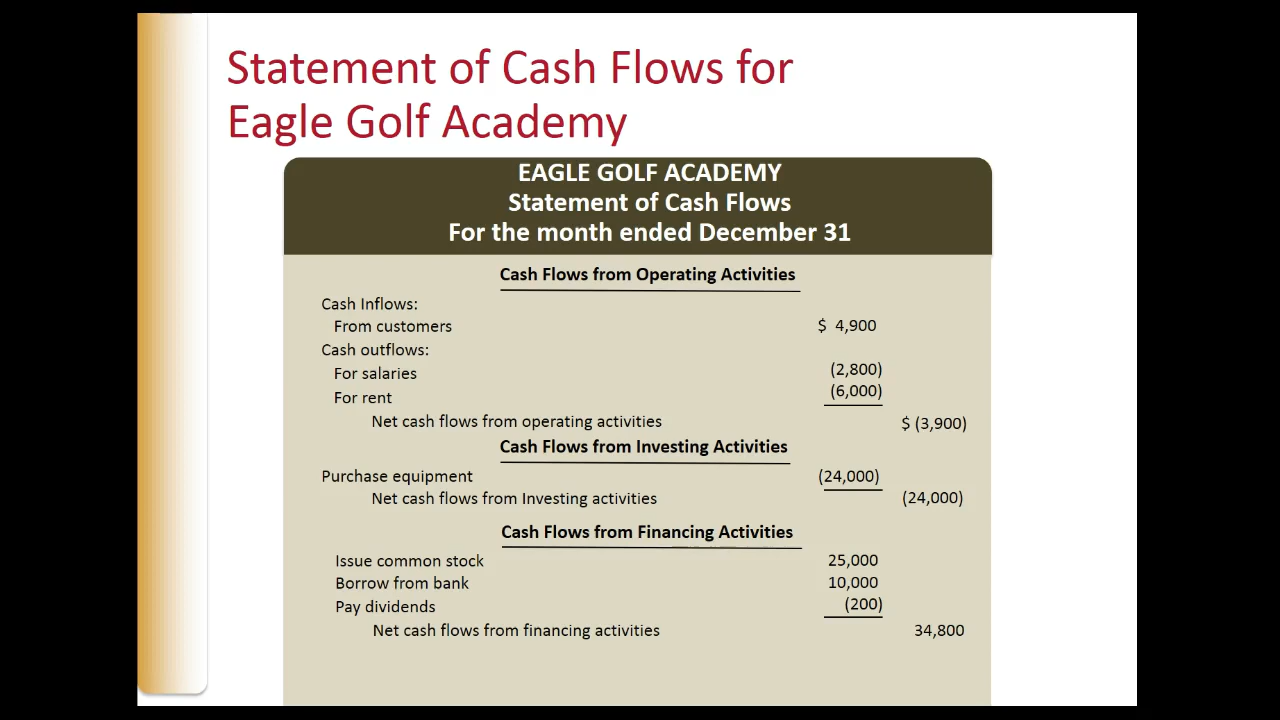 Statement of Cash Flows for
Eagle Golf Academy
EAGLE GOLF ACADEMY
Statement of Cash Flows
For the month ended December 31
Cash Flows from Operating Activities
Cash Inflows:
From customers $ 4,900
Cash outflows:
For salaries (2,800)
For rent (6,000)
Net cash flows from operating activities $ (3,900)
Cash Flows from Investing Activities
Purchase equipment (24,000)
Net cash flows from Investing activities (24,000)
Cash Flows from Financing Activities
Issue common stock 25,000
Borrow from bank 10,000
Pay dividends (200)
Net cash flows from financing activities 34,800